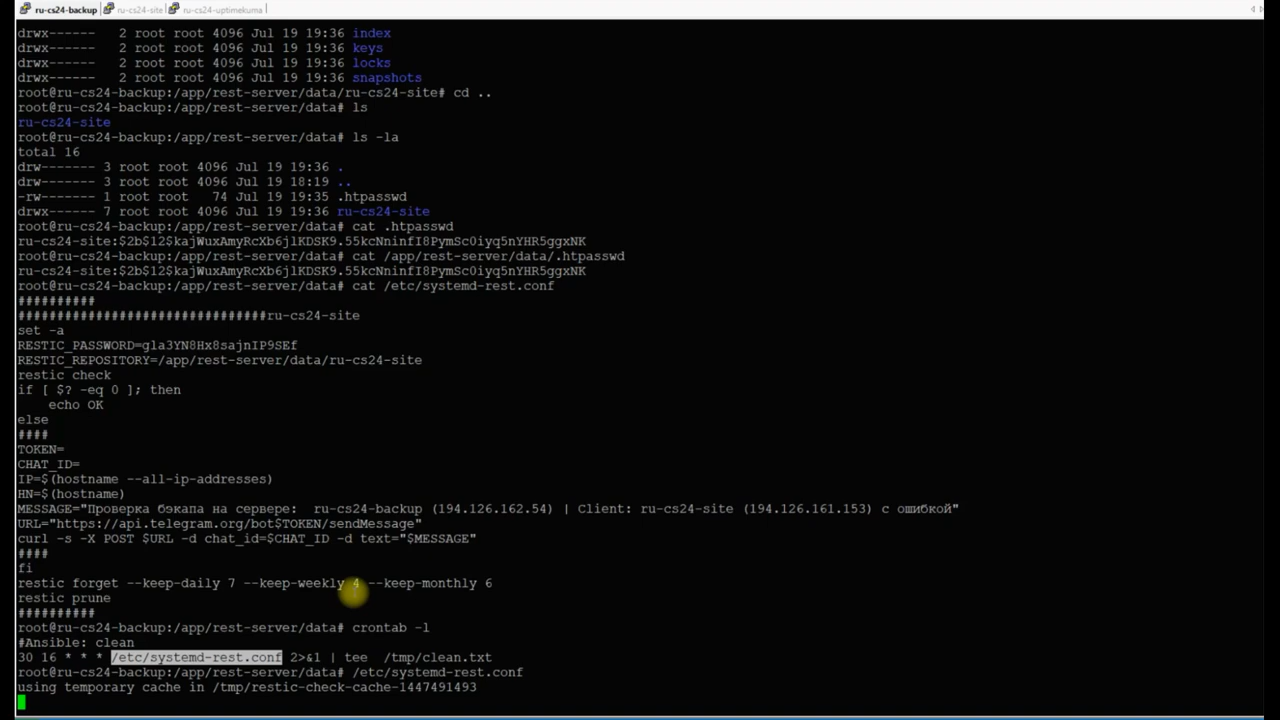 ru-cs24-backup ru-cs24-site ru-cs24-uptimekuma
drwx------ 2 root root 4096 Jul 19 19:36 index
drwx------ 2 root root 4096 Jul 19 19:36 keys
drwx------ 2 root root 4096 Jul 19 19:36 locks
drwx------ 2 root root 4096 Jul 19 19:36 snapshots
root@ru-cs24-backup:/app/rest-server/data/ru-cs24-site# cd ..
root@ru-cs24-backup:/app/rest-server/data# ls
ru-cs24-site
root@ru-cs24-backup:/app/rest-server/data# ls -la
total 16
drw------- 3 root root 4096 Jul 19 19:36 .
drw------- 3 root root 4096 Jul 19 18:19 ..
-rw------- 1 root root 74 Jul 19 19:35 .htpasswd
drwx------ 7 root root 4096 Jul 19 19:36 ru-cs24-site
root@ru-cs24-backup:/app/rest-server/data# cat .htpasswd
ru-cs24-site:$2b$12$kajWuxAmyRcXb6jlKDSK9.55kcNninfI8PymSc0iyq5nYHR5ggxNK
root@ru-cs24-backup:/app/rest-server/data# cat /app/rest-server/data/.htpasswd
ru-cs24-site:$2b$12$kajWuxAmyRcXb6jlKDSK9.55kcNninfI8PymSc0iyq5nYHR5ggxNK
root@ru-cs24-backup:/app/rest-server/data# cat /etc/systemd-rest.conf
##########
################################ru-cs24-site
set -a
RESTIC_PASSWORD=gla3YN8Hx8sajnIP9SEf
RESTIC_REPOSITORY=/app/rest-server/data/ru-cs24-site
restic check
if [ $? -eq 0 ]; then
echo OK
else
####
TOKEN=
CHAT_ID=
IP=$(hostname --all-ip-addresses)
HN=$(hostname)
MESSAGE="Проверка бэкапа на сервере: ru-cs24-backup (194.126.162.54) | Client: ru-cs24-site (194.126.161.153) с ошибкой"
URL="https://api.telegram.org/bot$TOKEN/sendMessage"
curl -s -X POST $URL -d chat_id=$CHAT_ID -d text="$MESSAGE"
####
fi
restic forget --keep-daily 7 --keep-weekly 4 --keep-monthly 6
restic prune
##########
root@ru-cs24-backup:/app/rest-server/data# crontab -l
#Ansible: clean
30 16 * * * /etc/systemd-rest.conf 2>&1 | tee /tmp/clean.txt
root@ru-cs24-backup:/app/rest-server/data# /etc/systemd-rest.conf
using temporary cache in /tmp/restic-check-cache-1447491493